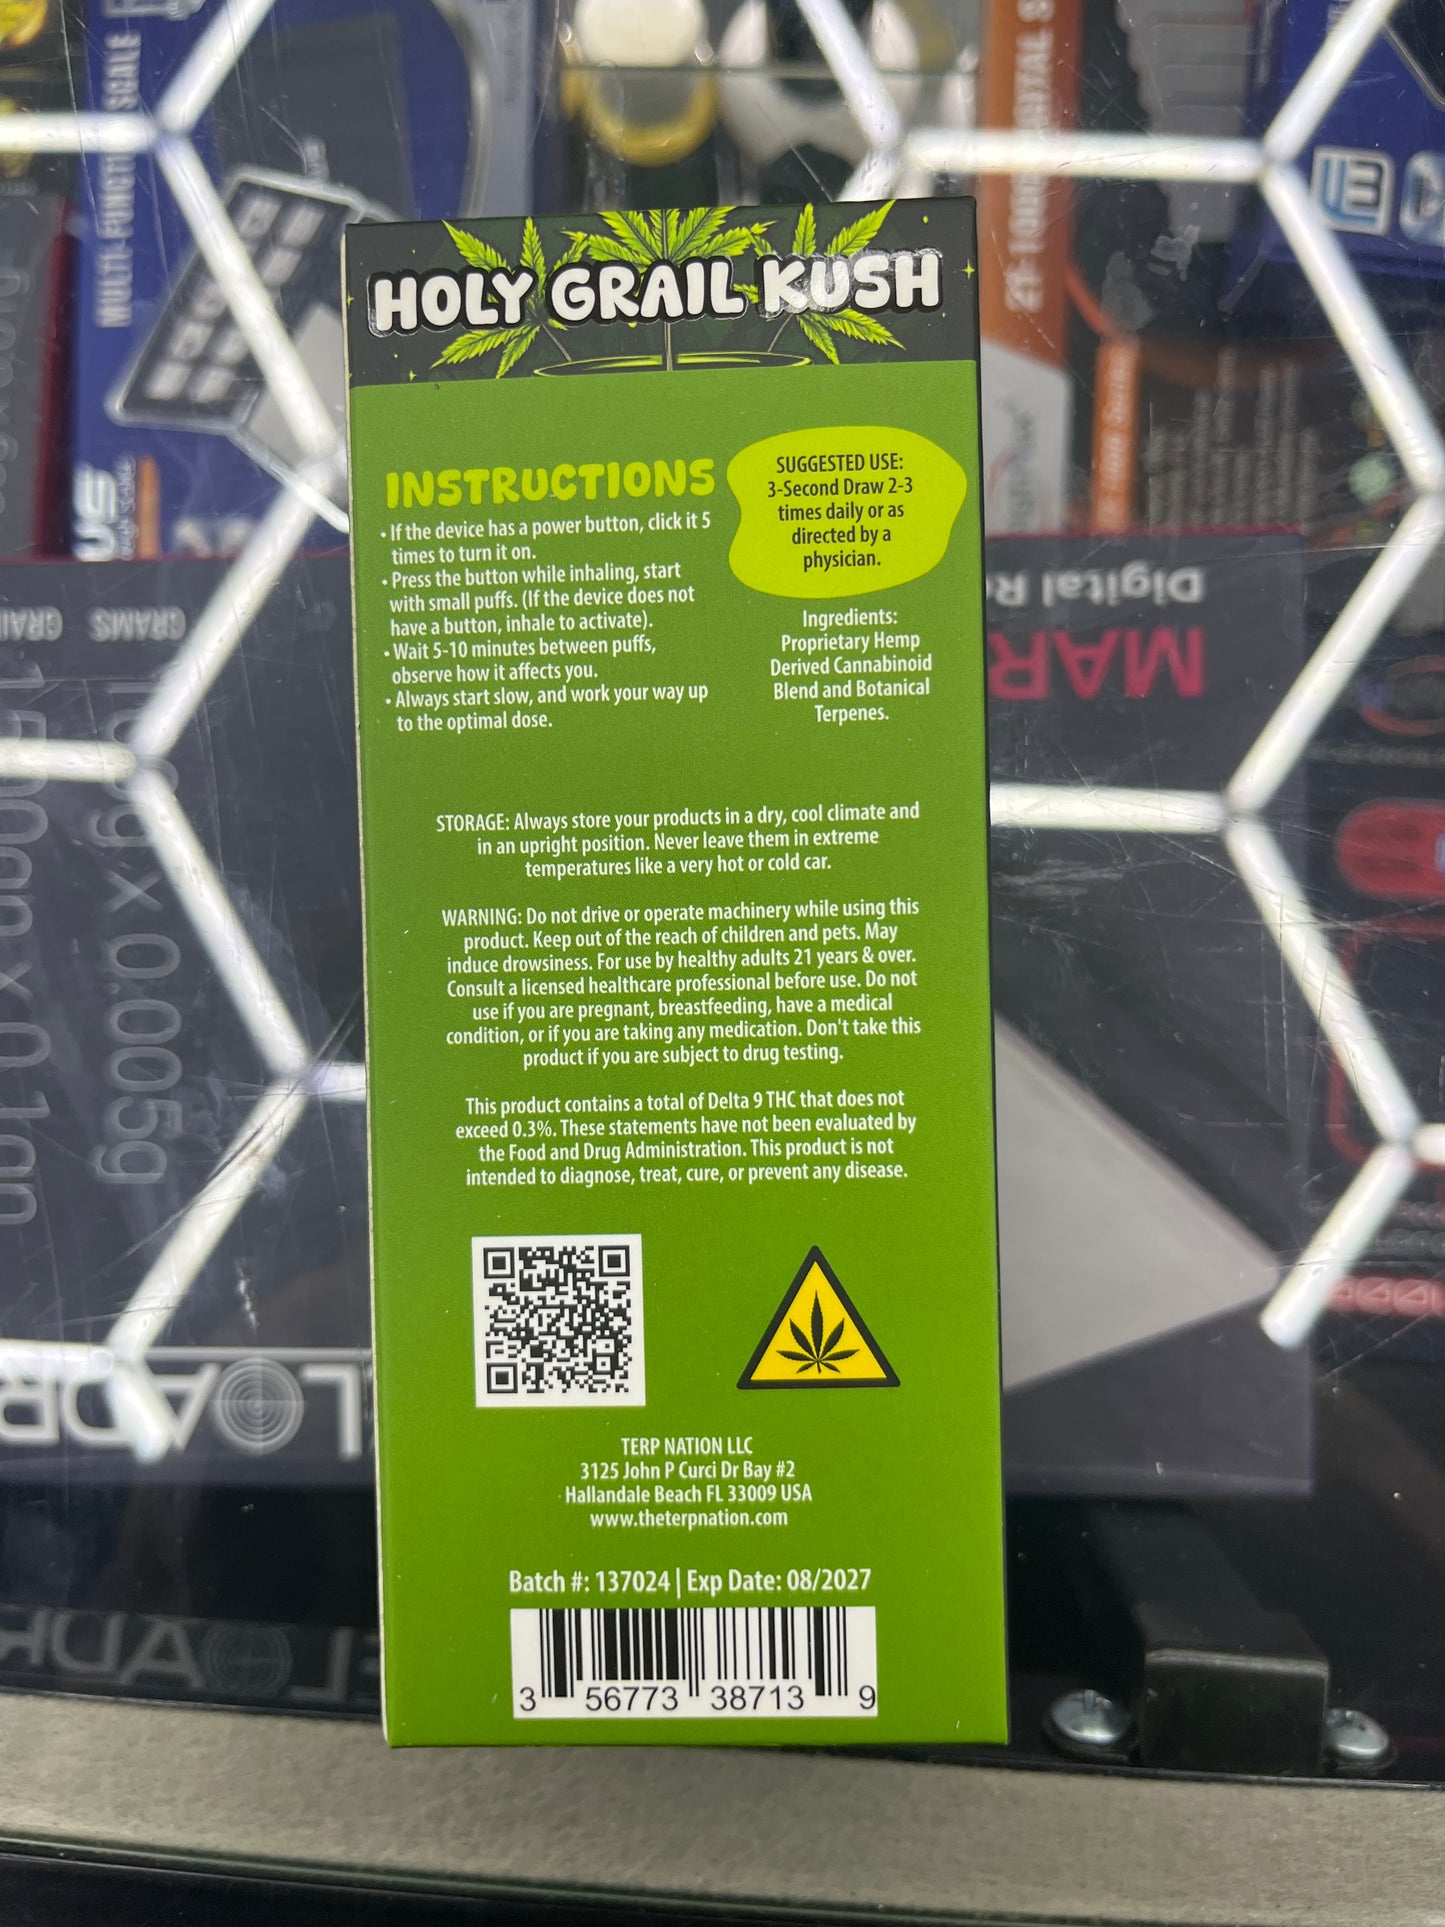 MULTI-FUNCTION SCALE
HOLY GRAIL KUSH
INSTRUCTIONS
• If the device has a power button, click it 5
times to turn it on.
• Press the button while inhaling, start
with small puffs. (If the device does not
have a button, inhale to activate).
• Wait 5-10 minutes between puffs,
observe how it affects you.
• Always start slow, and work your way up
to the optimal dose.
SUGGESTED USE:
3-Second Draw 2-3
times daily or as
directed by a
physician.
Ingredients:
Proprietary Hemp
Derived Cannabinoid
Blend and Botanical
Terpenes.
STORAGE: Always store your products in a dry, cool climate and
in an upright position. Never leave them in extreme
temperatures like a very hot or cold car.
WARNING: Do not drive or operate machinery while using this
product. Keep out of the reach of children and pets. May
induce drowsiness. For use by healthy adults 21 years & over.
Consult a licensed healthcare professional before use. Do not
use if you are pregnant, breastfeeding, have a medical
condition, or if you are taking any medication. Don't take this
product if you are subject to drug testing.
This product contains a total of Delta 9 THC that does not
exceed 0.3%. These statements have not been evaluated by
the Food and Drug Administration. This product is not
intended to diagnose, treat, cure, or prevent any disease.
TERP NATION LLC
3125 John P Curci Dr Bay #2
Hallandale Beach FL 33009 USA
www.theterpnation.com
Batch #: 137024 | Exp Date: 08/2027
3 56773 38713 9
GRAMS
100g x 0.005g
Digital